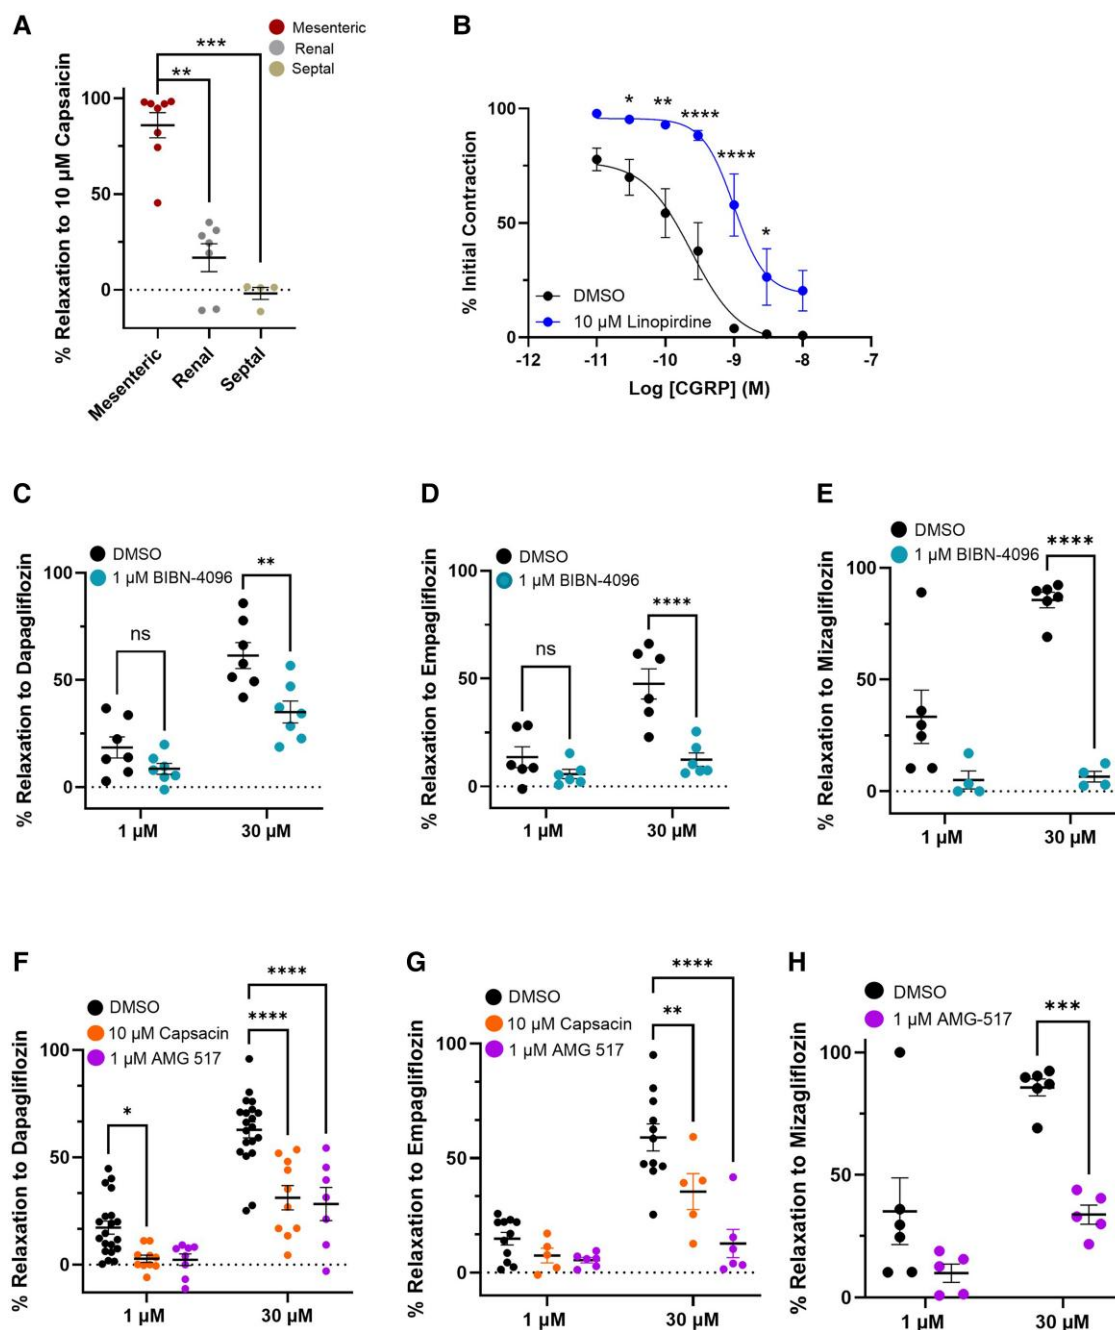 A
Mesenteric
Renal
Septal
***
**
% Relaxation to 10 µM Capsaicin
100
50
0
Mesenteric
Renal
Septal
B
% Initial Contraction
100
50
0
*
**
****
****
*
DMSO
10 µM Linopirdine
-12
-11
-10
-9
-8
-7
Log [CGRP] (M)
C
DMSO
1 µM BIBN-4096
% Relaxation to Dapagliflozin
100
50
0
ns
**
1 µM
30 µM
D
DMSO
1 µM BIBN-4096
% Relaxation to Empagliflozin
100
50
0
ns
****
1 µM
30 µM
E
DMSO
1 µM BIBN-4096
% Relaxation to Mizagliflozin
100
50
0
****
1 µM
30 µM
F
DMSO
10 µM Capsacin
1 µM AMG 517
% Relaxation to Dapagliflozin
100
50
0
*
****
****
1 µM
30 µM
G
DMSO
10 µM Capsacin
1 µM AMG 517
% Relaxation to Empagliflozin
100
50
0
****
**
1 µM
30 µM
H
DMSO
1 µM AMG-517
% Relaxation to Mizagliflozin
100
50
0
***
1 µM
30 µM